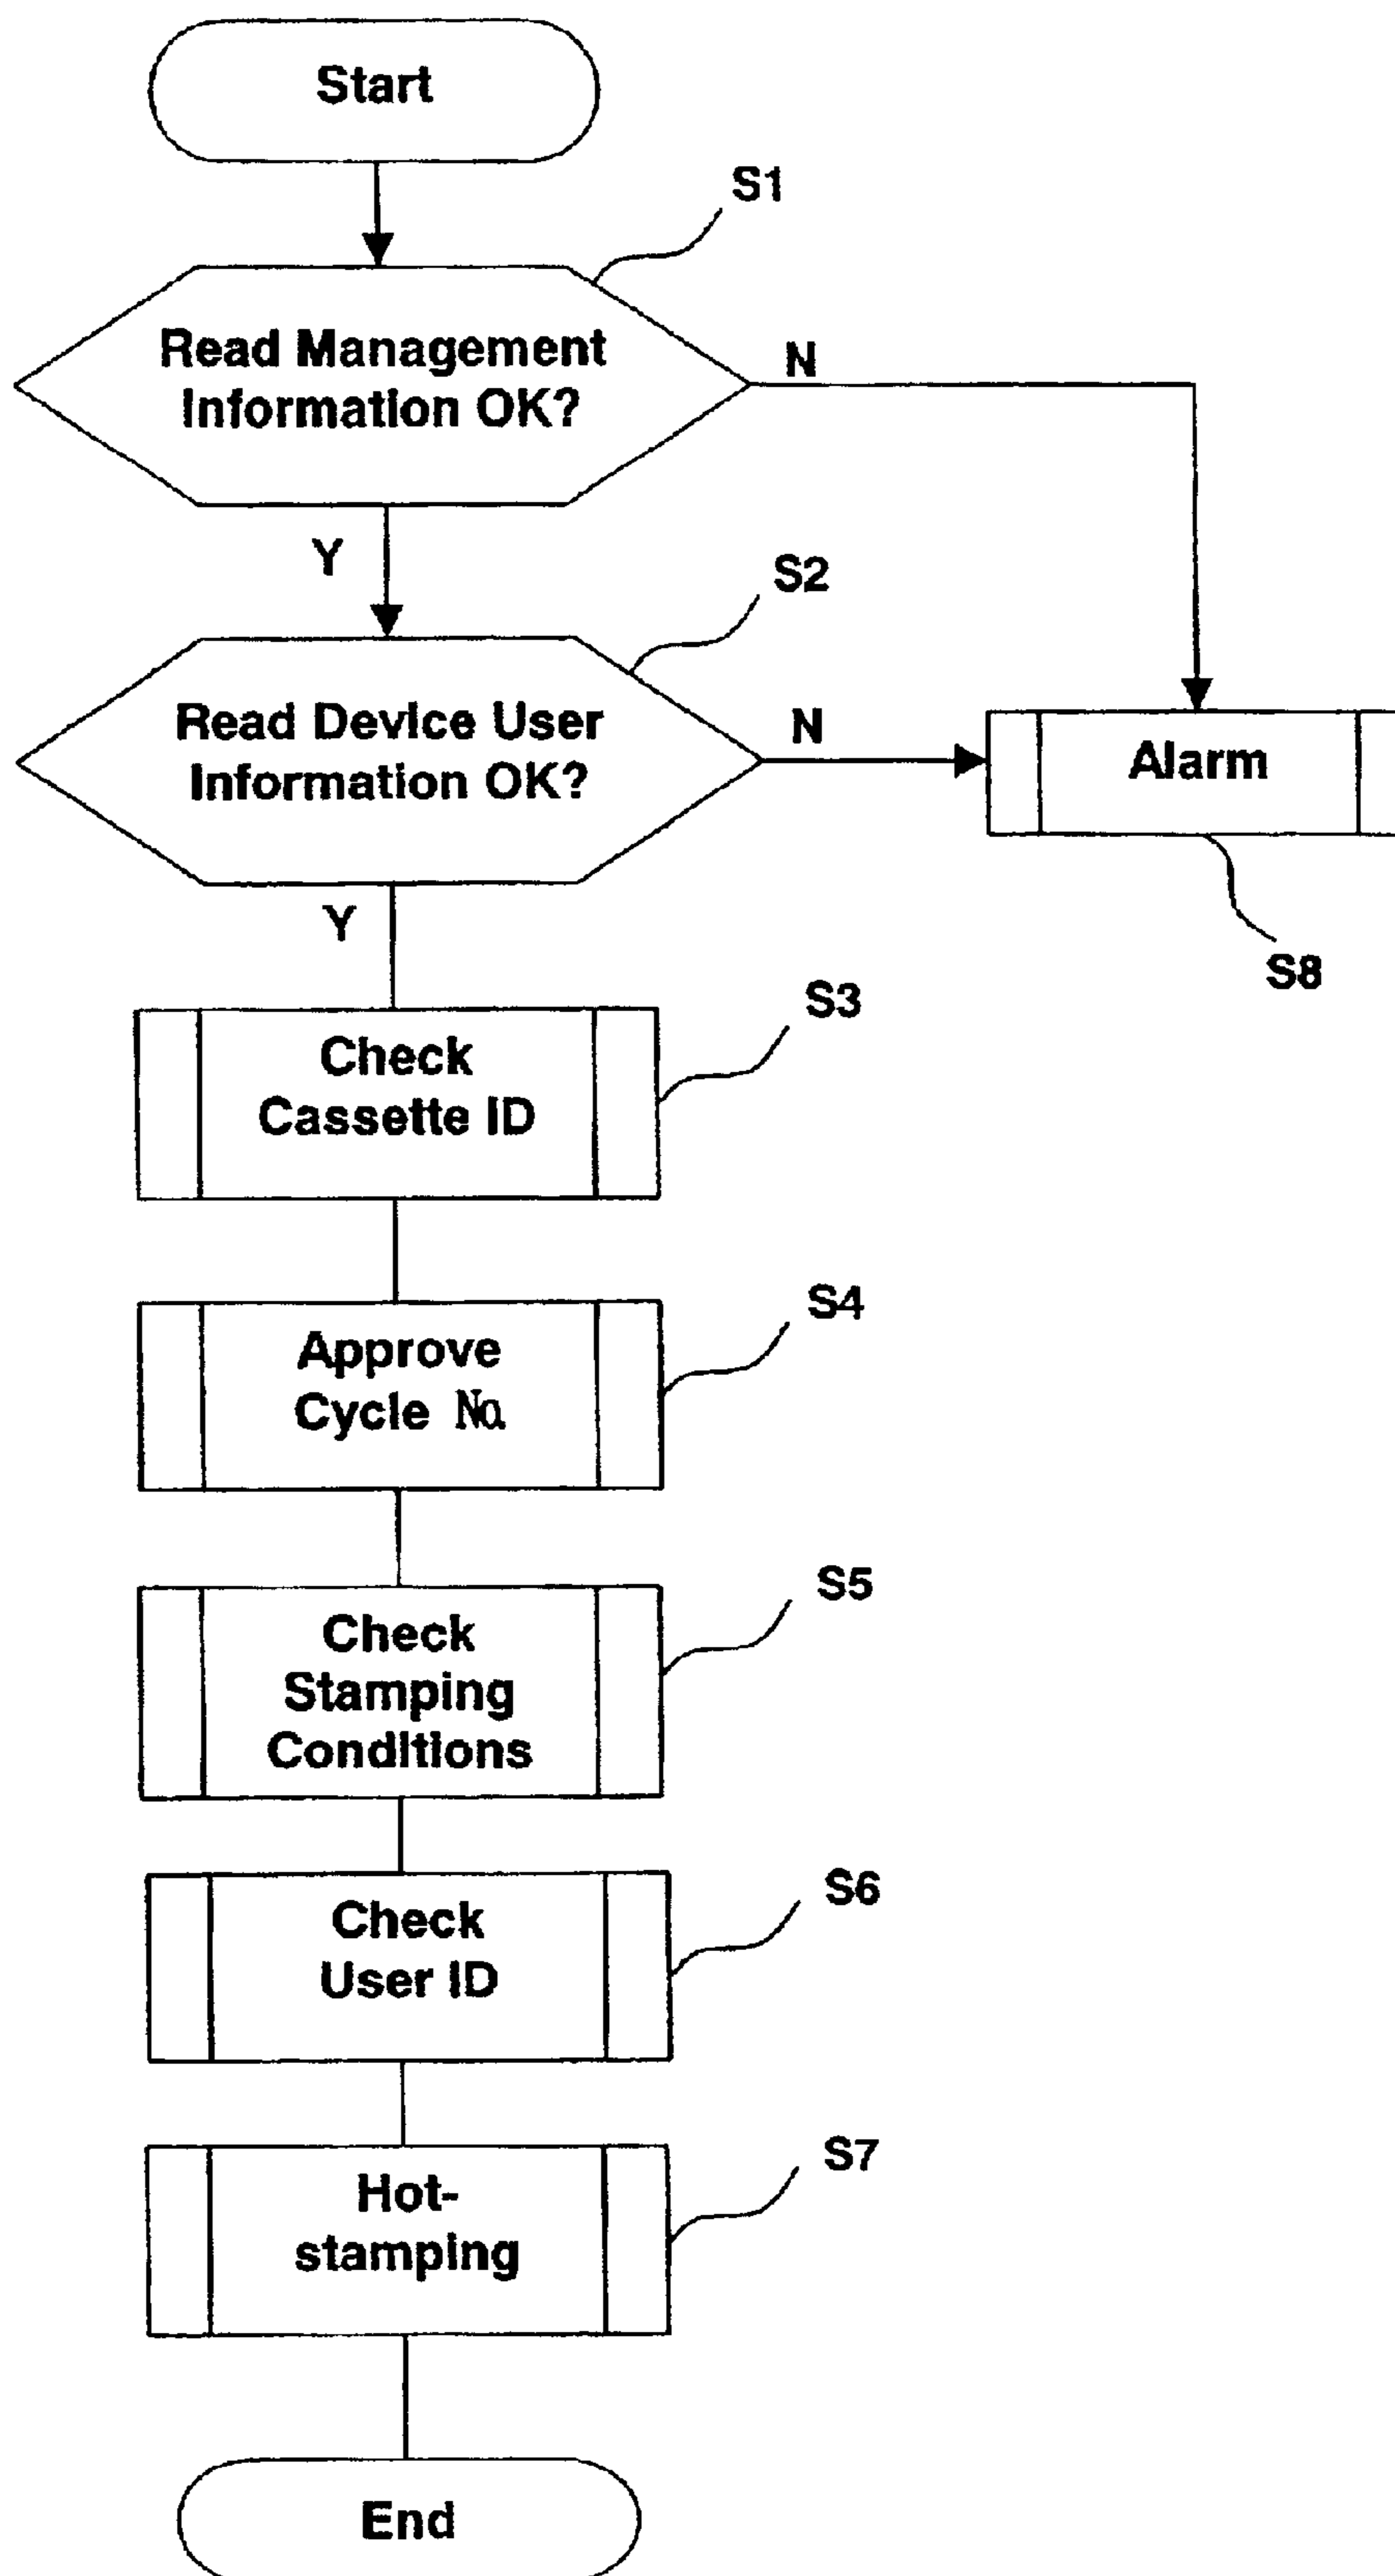 Start
S1
Read Management
Information OK?
N
Y
S2
Read Device User
Information OK?
N
Alarm
S8
Y
S3
Check
Cassette ID
S4
Approve
Cycle №
S5
Check
Stamping
Conditions
S6
Check
User ID
S7
Hot-
stamping
End